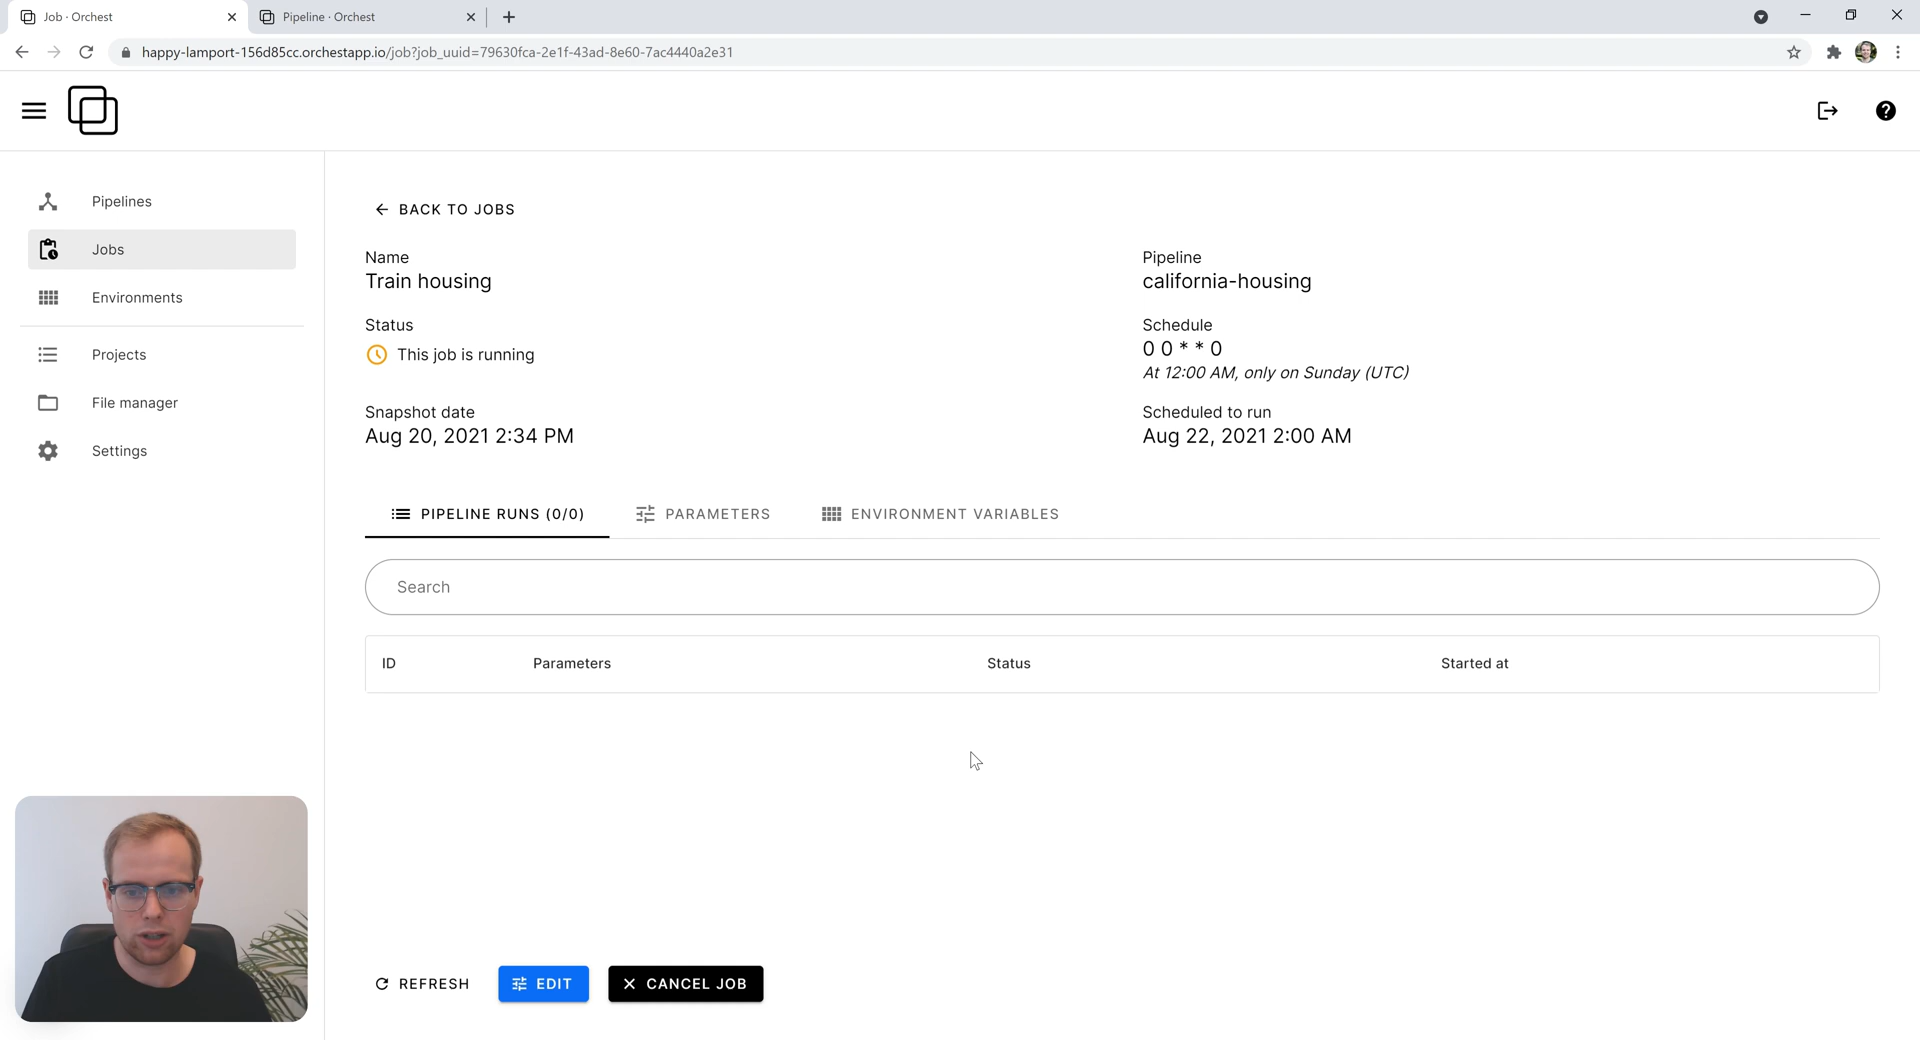 Job · Orchest
Pipeline · Orchest
happy-lamport-156d85cc.orchestapp.io/job?job_uuid=79630fca-2e1f-43ad-8e60-7ac4440a2e31
Pipelines
Jobs
Environments
Projects
File manager
Settings
BACK TO JOBS
Name
Train housing
Pipeline
california-housing
Status
This job is running
Schedule
0 0 * * 0
At 12:00 AM, only on Sunday (UTC)
Snapshot date
Aug 20, 2021 2:34 PM
Scheduled to run
Aug 22, 2021 2:00 AM
PIPELINE RUNS (0/0)
PARAMETERS
ENVIRONMENT VARIABLES
Search
ID
Parameters
Status
Started at
REFRESH
EDIT
CANCEL JOB